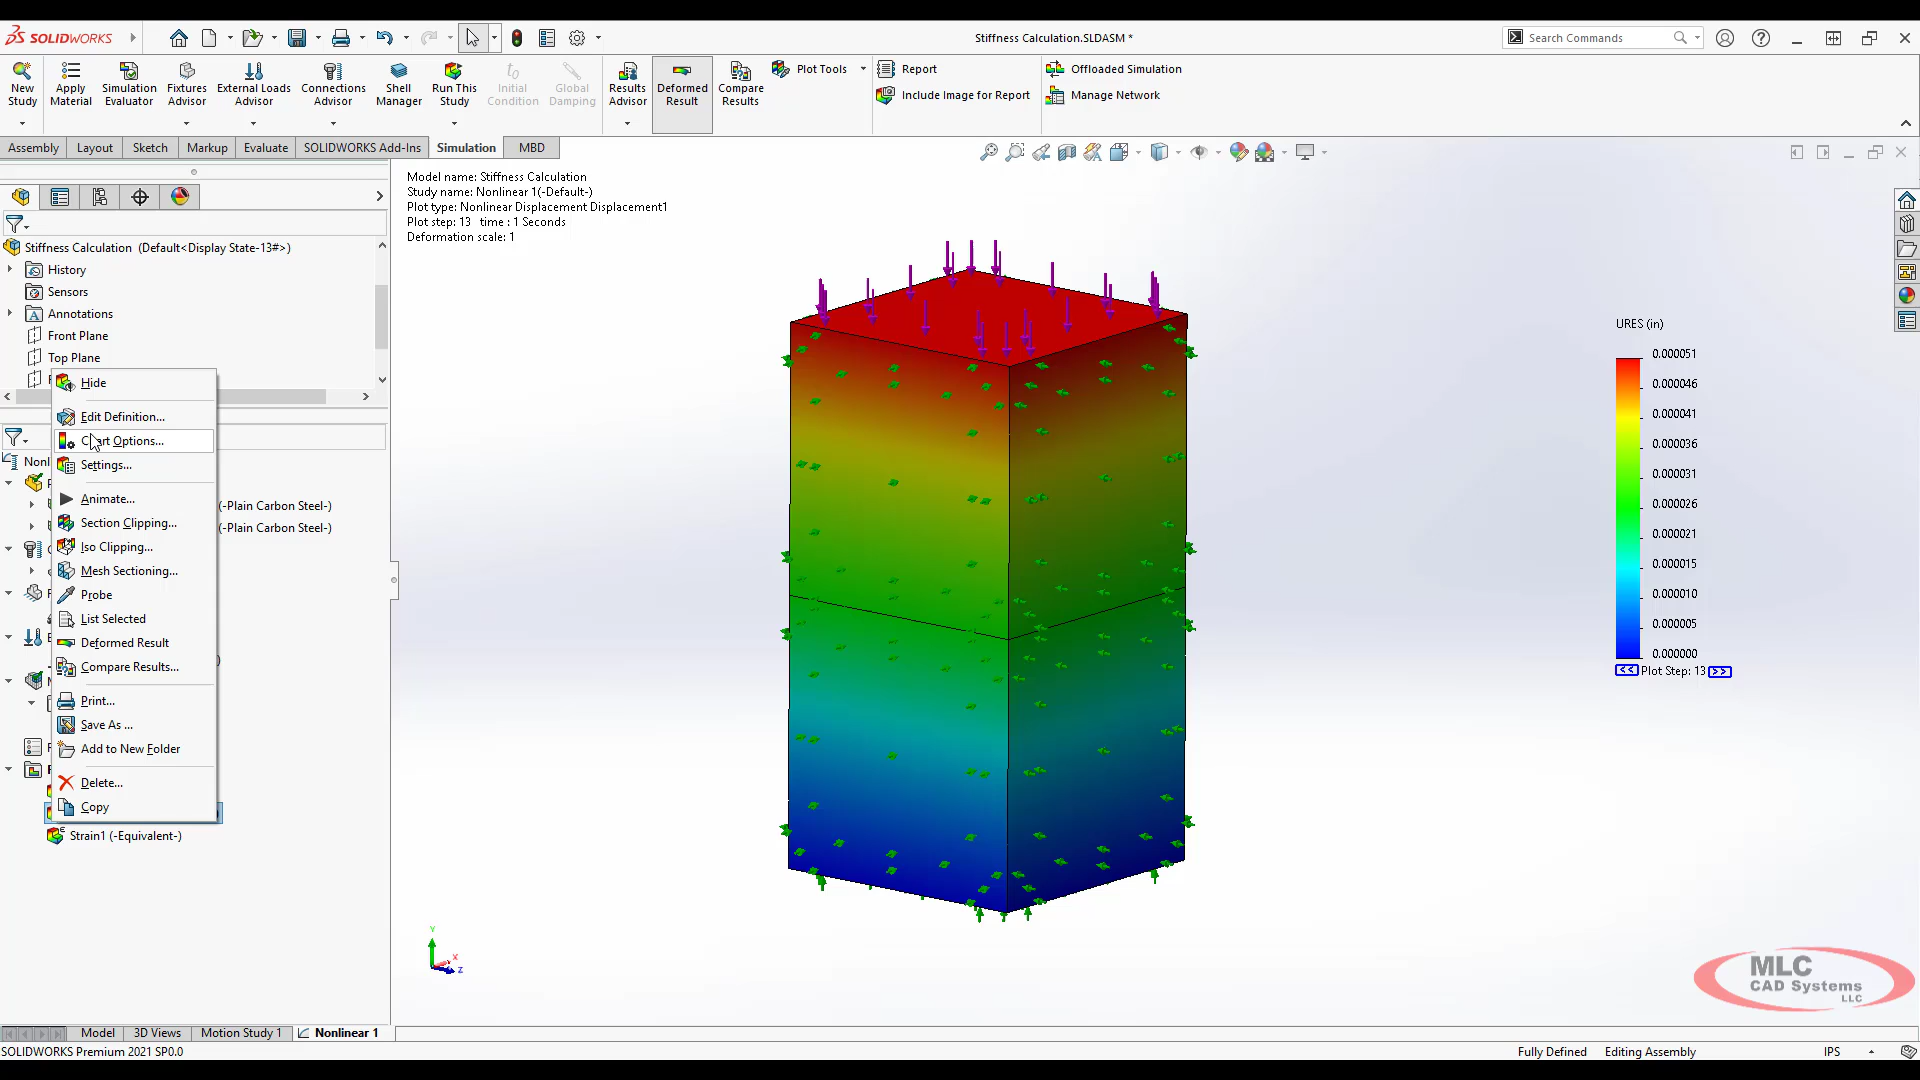 SOLIDWORKS
Stiffness Calculation.SLDASM *
Search Commands
New Study
Apply Material
Simulation Evaluator
Fixtures Advisor
External Loads Advisor
Connections Advisor
Shell Manager
Run This Study
Initial Condition
Global Damping
Results Advisor
Deformed Result
Compare Results
Plot Tools
Report
Include Image for Report
Offloaded Simulation
Manage Network
Assembly
Layout
Sketch
Markup
Evaluate
SOLIDWORKS Add-Ins
Simulation
MBD
Model name: Stiffness Calculation
Study name: Nonlinear 1(-Default-)
Plot type: Nonlinear Displacement Displacement1
Plot step: 13 time : 1 Seconds
Deformation scale: 1
Stiffness Calculation (Default<Display State-13#>)
History
Sensors
Annotations
Front Plane
Top Plane
Hide
Edit Definition...
Chart Options...
Settings...
Animate...
Section Clipping...
Iso Clipping...
Mesh Sectioning...
Probe
List Selected
Deformed Result
Compare Results...
Print...
Save As ...
Add to New Folder
Delete...
Copy
Nonl
(-Plain Carbon Steel-)
(-Plain Carbon Steel-)
Strain1 (-Equivalent-)
URES (in)
0.000051
0.000046
0.000041
0.000036
0.000031
0.000026
0.000021
0.000015
0.000010
0.000005
0.000000
<< Plot Step: 13 >>
Y
X
Z
MLC
CAD Systems
LLC
Model
3D Views
Motion Study 1
Nonlinear 1
SOLIDWORKS Premium 2021 SP0.0
Fully Defined
Editing Assembly
IPS